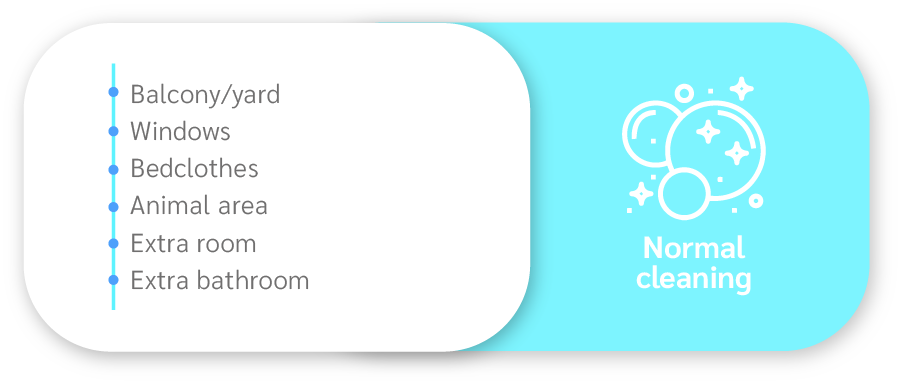 Balcony/yard
Windows
Bedclothes
Animal area
Extra room
Extra bathroom
Normal
cleaning